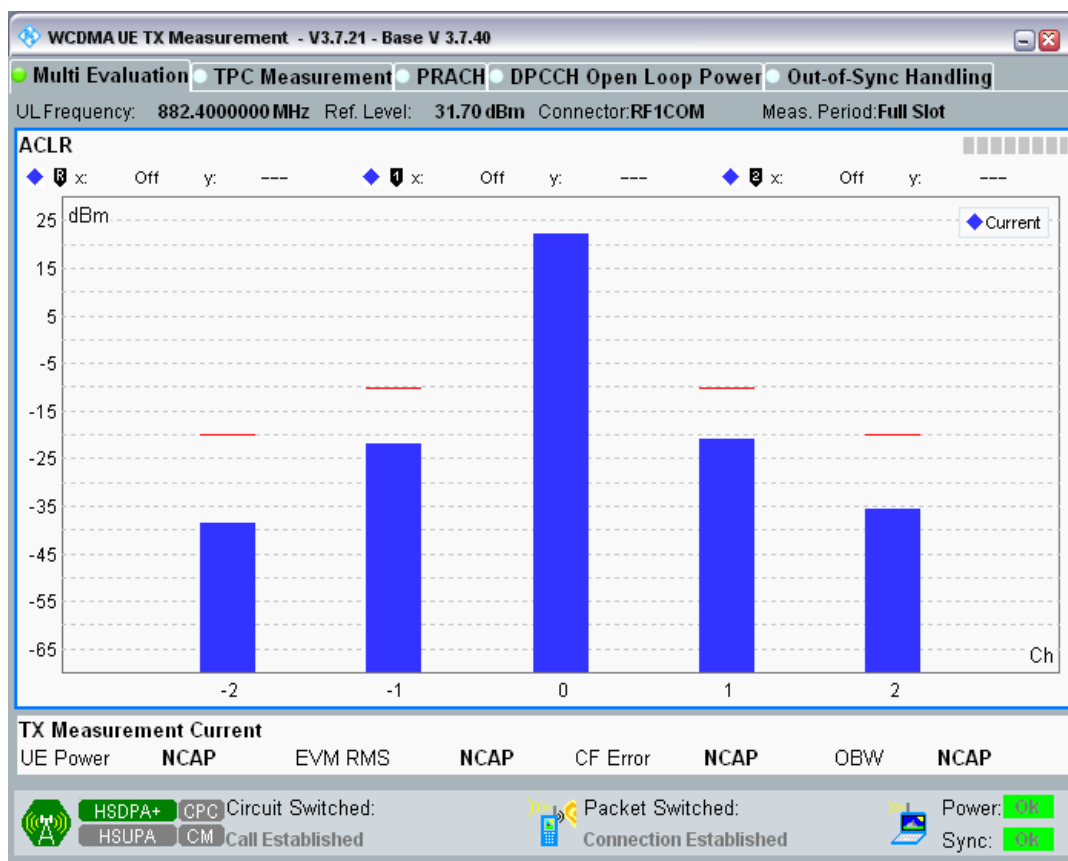 WCDMA UE TX Measurement - V3.7.21 - Base V 3.7.40
Multi Evaluation TPC Measurement PRACH DPCCH Open Loop Power Out-of-Sync Handling
UL Frequency: 882.4000000 MHz Ref. Level: 31.70 dBm Connector:RF1COM Meas. Period:Full Slot
ACLR
R x: Off y: --- 1 x: Off y: --- 2 x: Off y: ---
dBm
Current
25
15
5
-5
-15
-25
-35
-45
-55
-65
Ch
-2 -1 0 1 2
TX Measurement Current
UE Power NCAP EVM RMS NCAP CF Error NCAP OBW NCAP
HSDPA+ CPC Circuit Switched: Packet Switched: Power: Ok
HSUPA CM Call Established Connection Established Sync: Ok